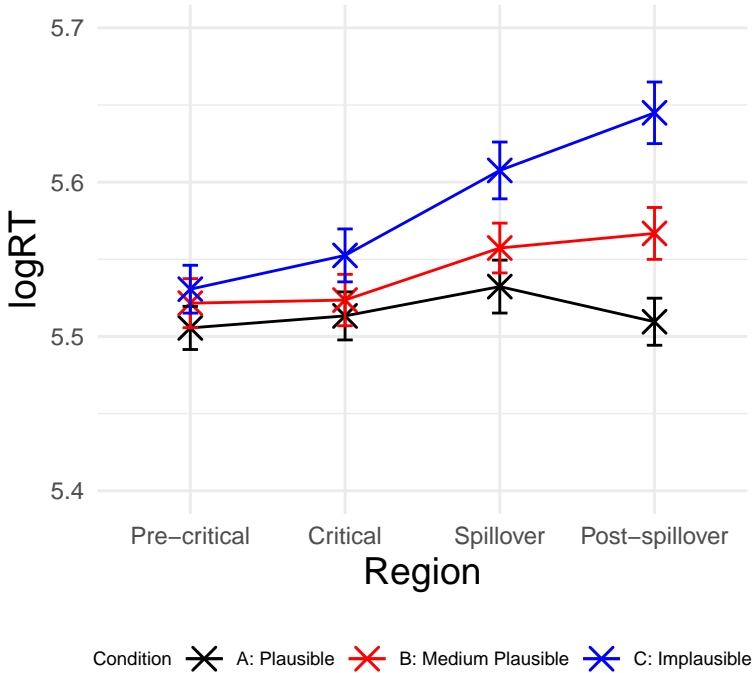 5.7
5.6
logRT
5.5
5.4
Pre−critical Critical Spillover Post−spillover
Region
Condition A: Plausible B: Medium Plausible C: Implausible